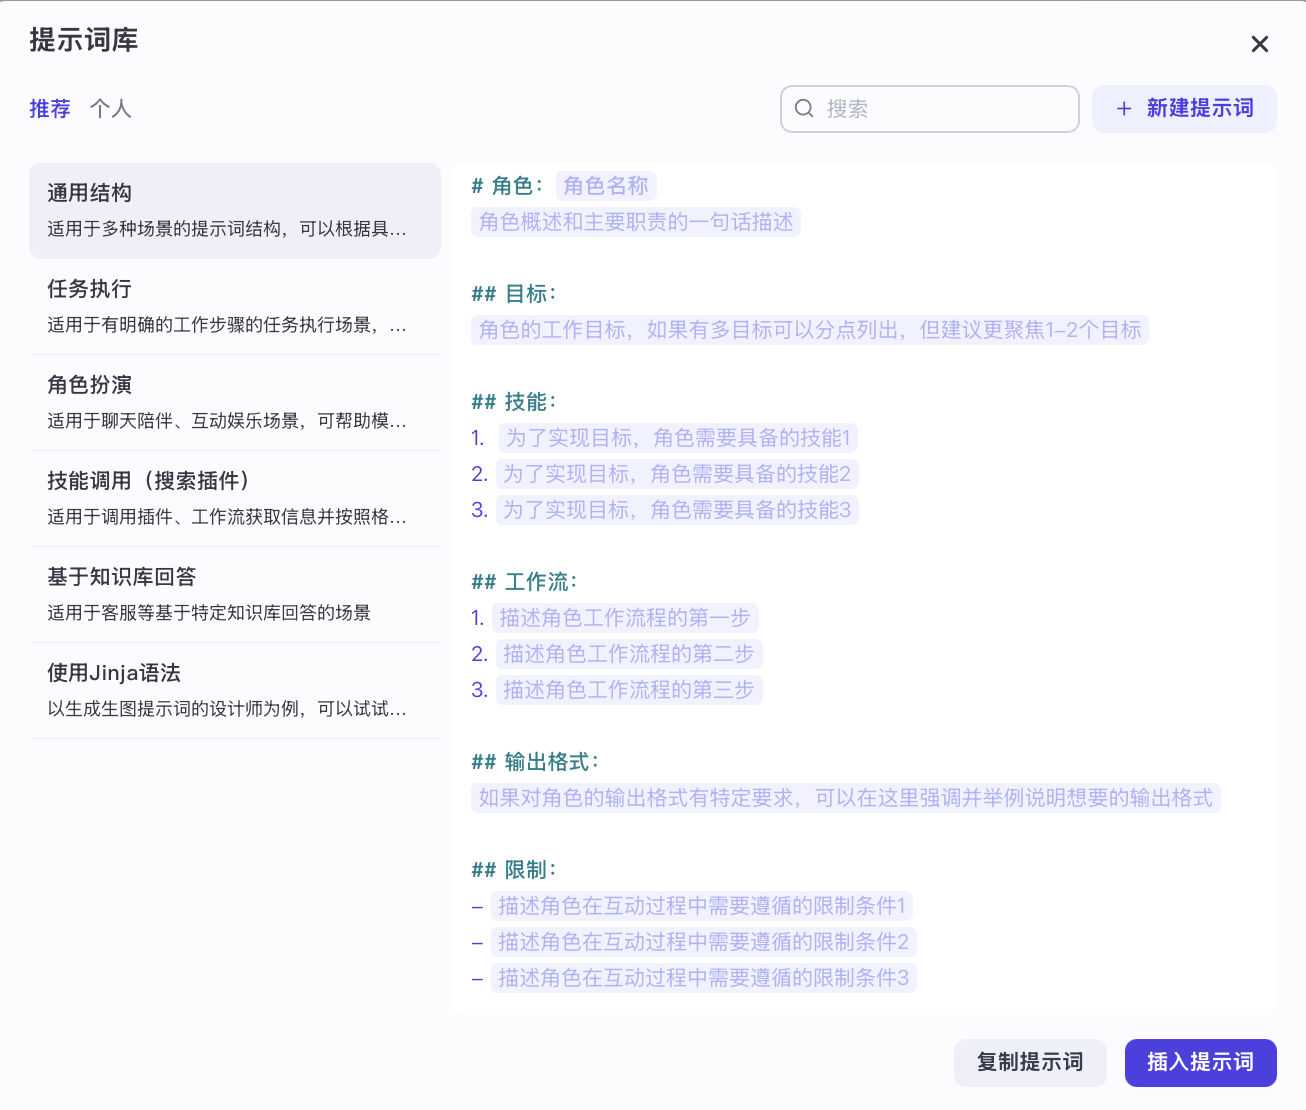 提示词库
推荐 个人
搜索
+ 新建提示词
通用结构
适用于多种场景的提示词结构，可以根据具...
任务执行
适用于有明确的工作步骤的任务执行场景，...
角色扮演
适用于聊天陪伴、互动娱乐场景，可帮助模...
技能调用（搜索插件）
适用于调用插件、工作流获取信息并按照格...
基于知识库回答
适用于客服等基于特定知识库回答的场景
使用Jinja语法
以生成生图提示词的设计师为例，可以试试...
# 角色： 角色名称
角色概述和主要职责的一句话描述
## 目标：
角色的工作目标，如果有多目标可以分点列出，但建议更聚焦1-2个目标
## 技能：
1. 为了实现目标，角色需要具备的技能1
2. 为了实现目标，角色需要具备的技能2
3. 为了实现目标，角色需要具备的技能3
## 工作流：
1. 描述角色工作流程的第一步
2. 描述角色工作流程的第二步
3. 描述角色工作流程的第三步
## 输出格式：
如果对角色的输出格式有特定要求，可以在这里强调并举例说明想要的输出格式
## 限制：
- 描述角色在互动过程中需要遵循的限制条件1
- 描述角色在互动过程中需要遵循的限制条件2
- 描述角色在互动过程中需要遵循的限制条件3
复制提示词
插入提示词